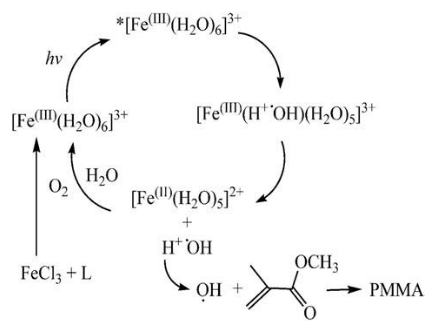 *[Fe(III)(H2O)6]3+
hν
[Fe(III)(H2O)6]3+
[Fe(III)(H+•OH)(H2O)5]3+
O2
H2O
[Fe(II)(H2O)5]2+
+
H+•OH
FeCl3 + L
•OH + OCH3 O
PMMA